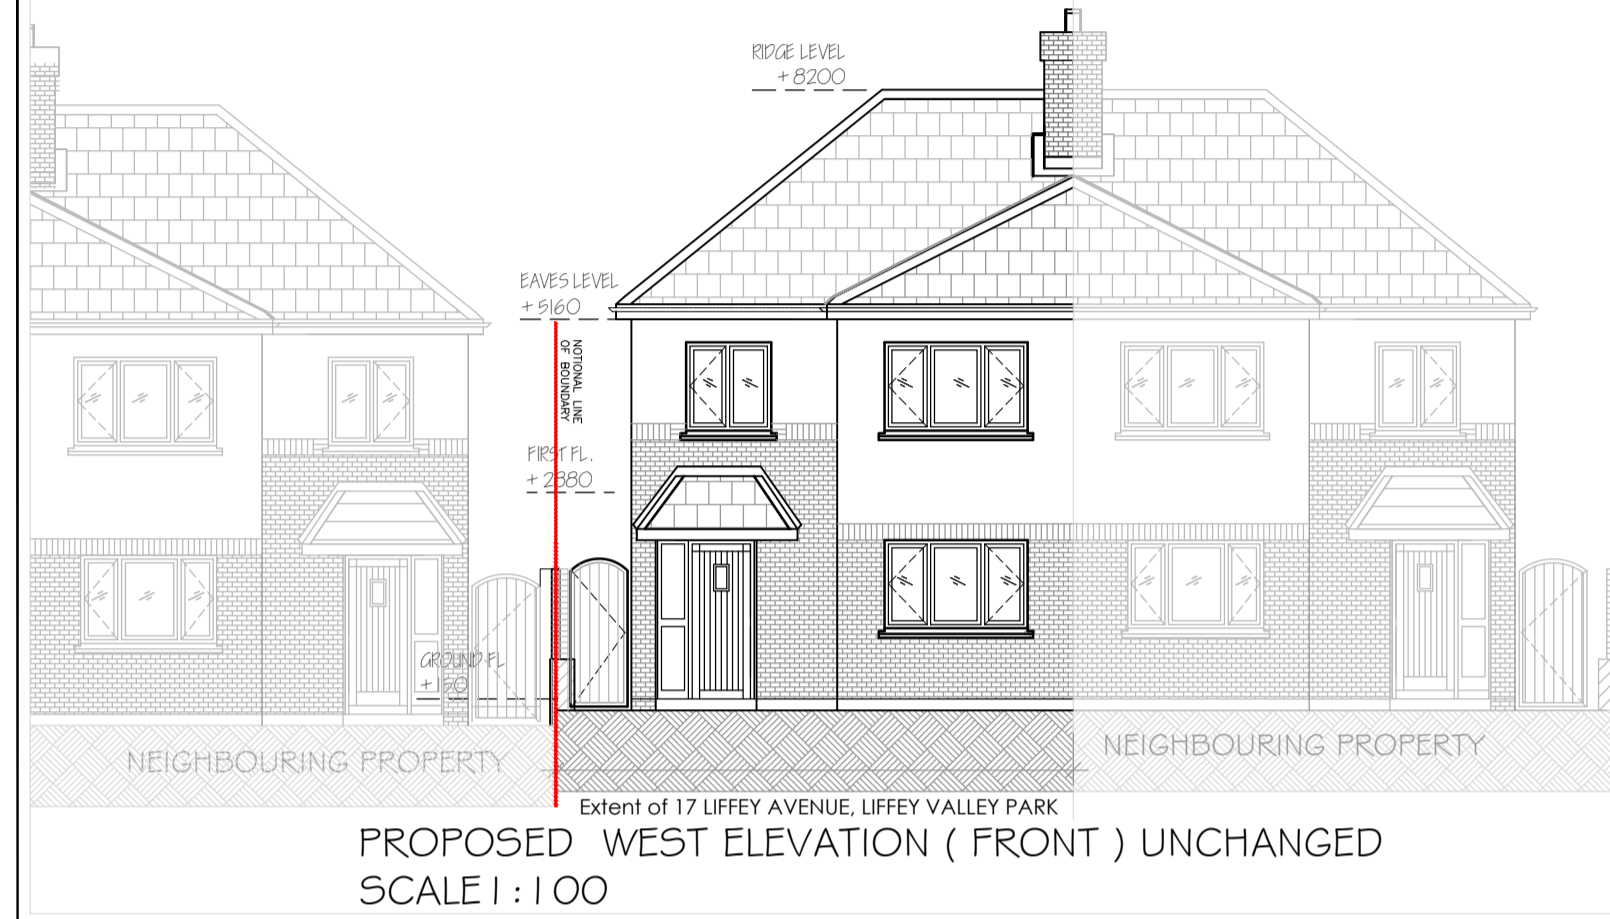 RIDGE LEVEL
+8200
EAVES LEVEL
+5160
NOTIONAL LINE
OF BOUNDARY
FIRST FL.
+2880
GROUND FL
+150
NEIGHBOURING PROPERTY
NEIGHBOURING PROPERTY
Extent of 17 LIFFEY AVENUE, LIFFEY VALLEY PARK
PROPOSED WEST ELEVATION ( FRONT ) UNCHANGED
SCALE 1:100